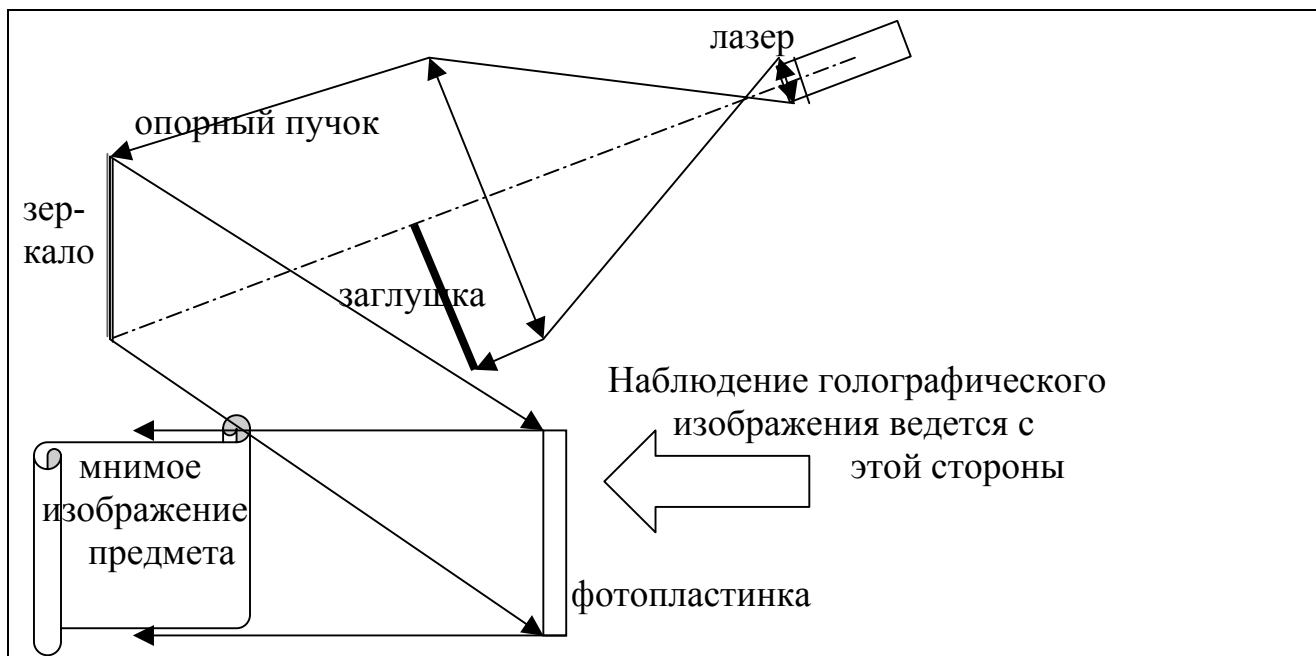 лазер
опорный пучок
зер-
кало
заглушка
Наблюдение голографического
изображения ведется с
этой стороны
мнимое
изображение
предмета
фотопластинка